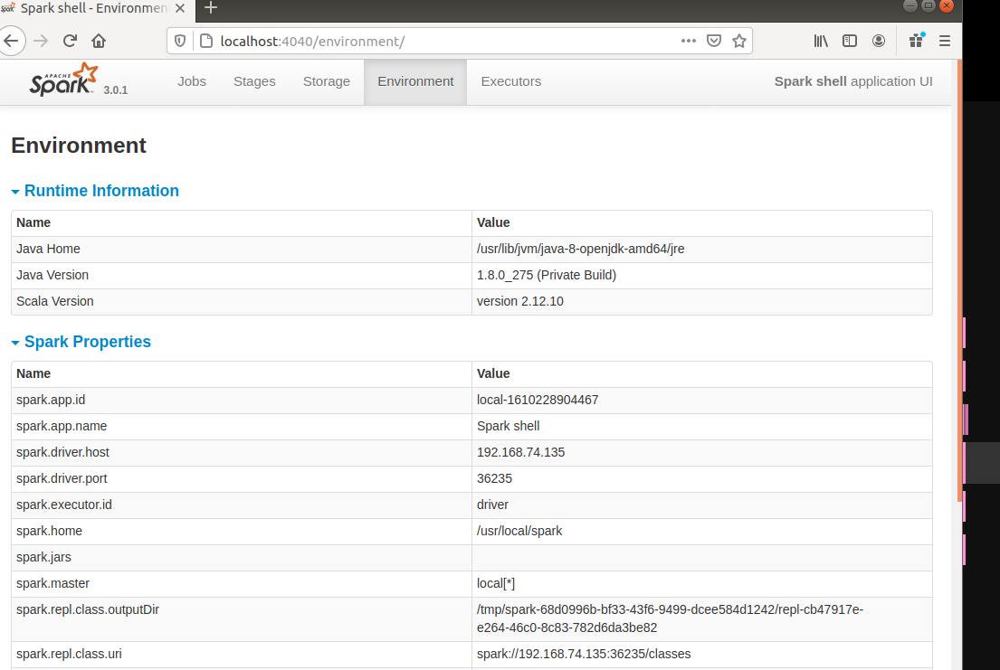 Spark shell - Environmen
localhost:4040/environment/
APACHE
Spark 3.0.1 Jobs Stages Storage Environment Executors Spark shell application UI
Environment
Runtime Information
Name Value
Java Home /usr/lib/jvm/java-8-openjdk-amd64/jre
Java Version 1.8.0_275 (Private Build)
Scala Version version 2.12.10
Spark Properties
Name Value
spark.app.id local-1610228904467
spark.app.name Spark shell
spark.driver.host 192.168.74.135
spark.driver.port 36235
spark.executor.id driver
spark.home /usr/local/spark
spark.jars
spark.master local[*]
spark.repl.class.outputDir /tmp/spark-68d0996b-bf33-43f6-9499-dcee584d1242/repl-cb47917e-
e264-46c0-8c83-782d6da3be82
spark.repl.class.uri spark://192.168.74.135:36235/classes